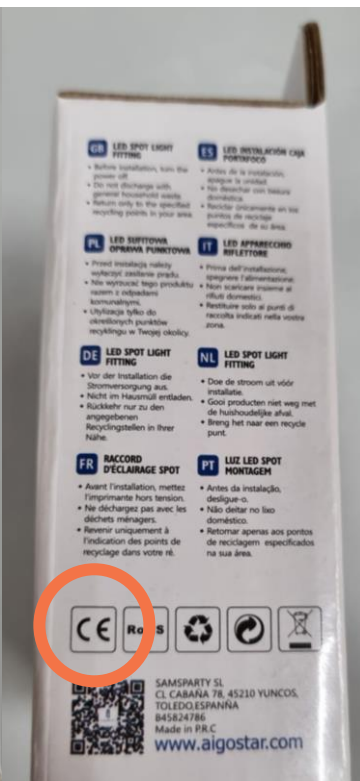 GB LED SPOT LIGHT
FITTING
• Before installation, turn the
power off
• Do not discharge with
general household waste.
• Return only to the specified
recycling points in your area.
ES LED INSTALACIÓN CAJA
PORTAFOCO
• Antes de la instalación,
apague la unidad.
• No desechar con basura
doméstica.
• Reciclar únicamente en los
puntos de reciclaje
específicos de su área.
PL LED SUFITOWA
OPRAWA PUNKTOWA
• Przed instalacją należy
wyłączyć zasilanie prądu.
• Nie wyrzucać tego produktu
razem z odpadami
komunalnymi.
• Utylizacja tylko do
określonych punktów
recyklingu w Twojej okolicy.
IT LED APPARECCHIO
RIFLETTORE
• Prima dell'installazione,
spegnere l'alimentazione.
• Non scaricare insieme ai
rifiuti domestici.
• Restituire solo ai punti di
raccolta indicati nella vostre
zona.
DE LED SPOT LIGHT
FITTING
• Vor der Installation die
Stromversorgung aus.
• Nicht im Hausmüll entladen.
• Rückkehr nur zu den
angegebenen
Recyclingstellen in Ihrer
Nähe.
NL LED SPOT LIGHT
FITTING
• Doe de stroom uit vóór
installatie.
• Gooi producten niet weg met
de huishoudelijke afval.
• Breng het naar een recycle
punt.
FR RACCORD
D'ÉCLAIRAGE SPOT
• Avant l'installation, mettez
l'imprimante hors tension.
• Ne déchargez pas avec les
déchets ménagers.
• Revenir uniquement à
l'indication des points de
recyclage dans votre ré.
PT LUZ LED SPOT
MONTAGEM
• Antes da instalação,
desligue-o.
• Não deitar no lixo
doméstico.
• Retornar apenas aos pontos
de reciclagem especificados
na sua área.
CE RoHS
SAMSPARTY SL
CL CABAÑA 78, 45210 YUNCOS,
TOLEDO,ESPANÑA
B45824786
Made in P.R.C
www.aigostar.com